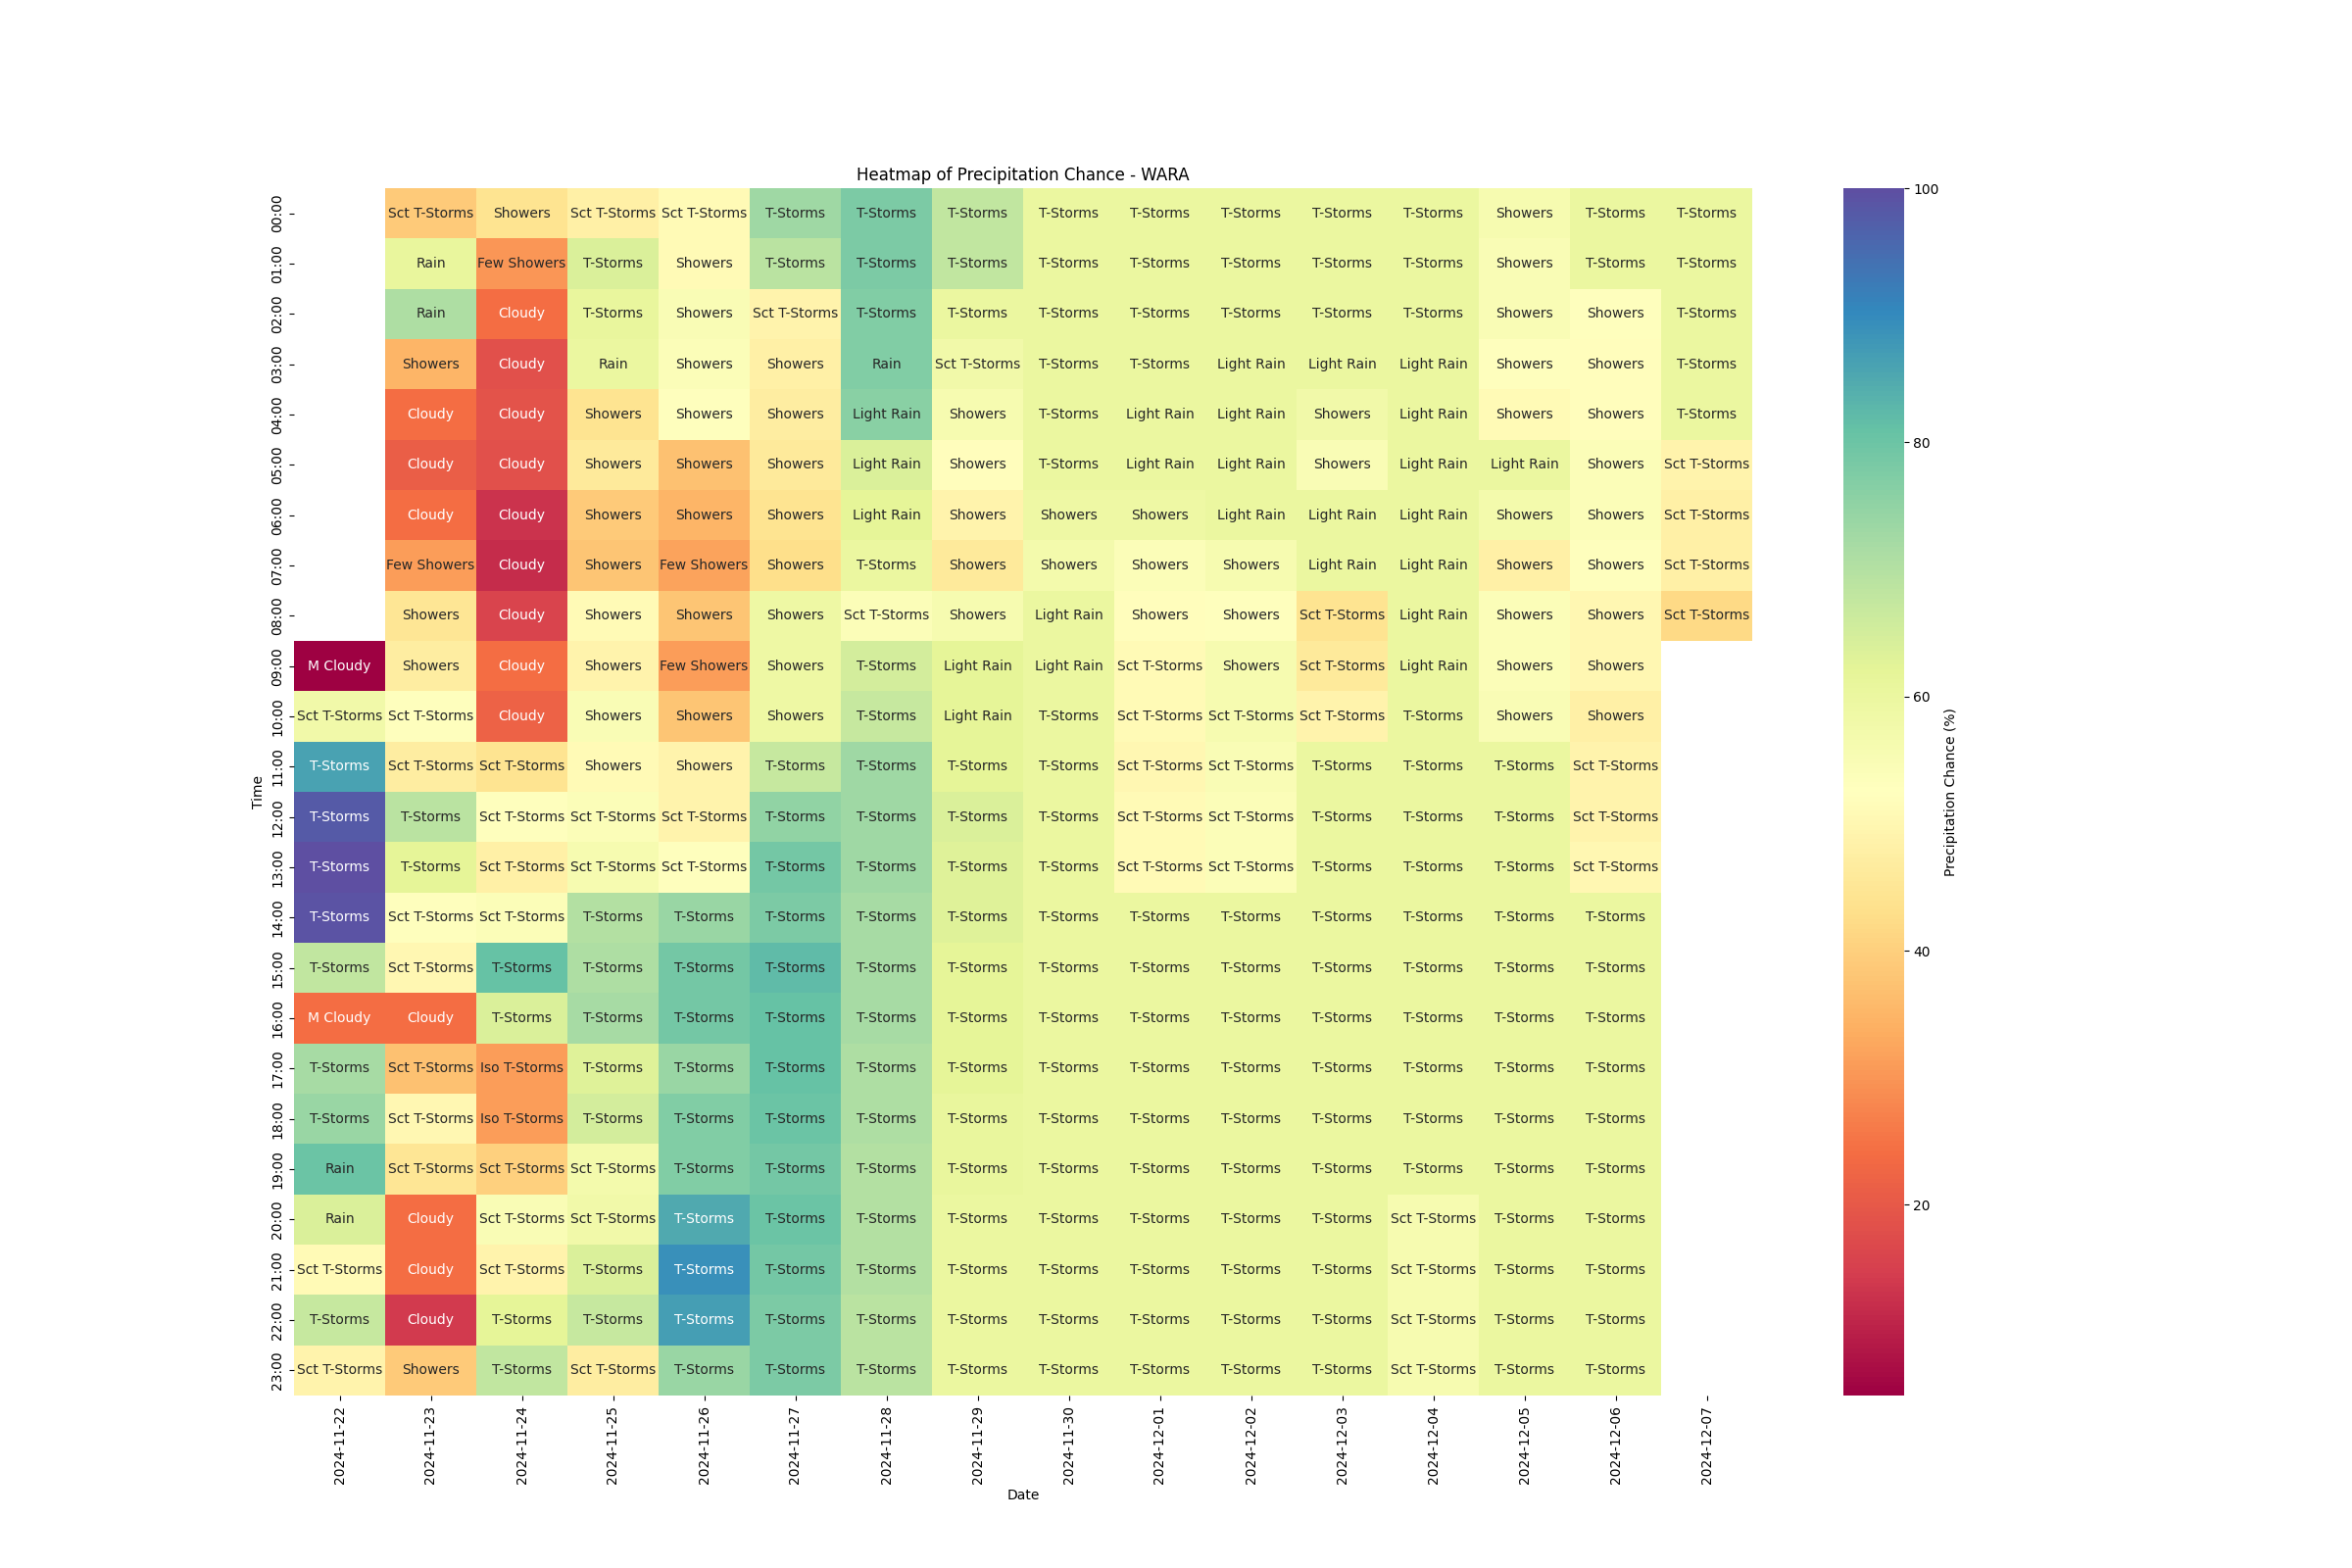 Heatmap of Precipitation Chance - WARA
00:00 Sct T-Storms Showers Sct T-Storms Sct T-Storms T-Storms T-Storms T-Storms T-Storms T-Storms T-Storms T-Storms T-Storms Showers T-Storms T-Storms
01:00 Rain Few Showers T-Storms Showers T-Storms T-Storms T-Storms T-Storms T-Storms T-Storms T-Storms T-Storms Showers T-Storms T-Storms
02:00 Rain Cloudy T-Storms Showers Sct T-Storms T-Storms T-Storms T-Storms T-Storms T-Storms T-Storms T-Storms Showers Showers T-Storms
03:00 Showers Cloudy Rain Showers Showers Rain Sct T-Storms T-Storms T-Storms Light Rain Light Rain Light Rain Showers Showers T-Storms
04:00 Cloudy Cloudy Showers Showers Showers Light Rain Showers T-Storms Light Rain Light Rain Showers Light Rain Showers Showers T-Storms
05:00 Cloudy Cloudy Showers Showers Showers Light Rain Showers T-Storms Light Rain Light Rain Showers Light Rain Light Rain Showers Sct T-Storms
06:00 Cloudy Cloudy Showers Showers Showers Light Rain Showers Showers Showers Light Rain Light Rain Light Rain Showers Showers Sct T-Storms
07:00 Few Showers Cloudy Showers Few Showers Showers T-Storms Showers Showers Showers Showers Light Rain Light Rain Showers Showers Sct T-Storms
08:00 Showers Cloudy Showers Showers Showers Sct T-Storms Showers Light Rain Showers Showers Sct T-Storms Light Rain Showers Showers Sct T-Storms
09:00 M Cloudy Showers Cloudy Showers Few Showers Showers T-Storms Light Rain Light Rain Sct T-Storms Showers Sct T-Storms Light Rain Showers Showers
10:00 Sct T-Storms Sct T-Storms Cloudy Showers Showers Showers T-Storms Light Rain T-Storms Sct T-Storms Sct T-Storms Sct T-Storms T-Storms Showers Showers
11:00 T-Storms Sct T-Storms Sct T-Storms Showers Showers T-Storms T-Storms T-Storms T-Storms Sct T-Storms Sct T-Storms T-Storms T-Storms T-Storms Sct T-Storms
12:00 T-Storms T-Storms Sct T-Storms Sct T-Storms Sct T-Storms T-Storms T-Storms T-Storms T-Storms Sct T-Storms Sct T-Storms T-Storms T-Storms T-Storms Sct T-Storms
13:00 T-Storms T-Storms Sct T-Storms Sct T-Storms Sct T-Storms T-Storms T-Storms T-Storms T-Storms Sct T-Storms Sct T-Storms T-Storms T-Storms T-Storms Sct T-Storms
14:00 T-Storms Sct T-Storms Sct T-Storms T-Storms T-Storms T-Storms T-Storms T-Storms T-Storms T-Storms T-Storms T-Storms T-Storms T-Storms T-Storms
15:00 T-Storms Sct T-Storms T-Storms T-Storms T-Storms T-Storms T-Storms T-Storms T-Storms T-Storms T-Storms T-Storms T-Storms T-Storms T-Storms
16:00 M Cloudy Cloudy T-Storms T-Storms T-Storms T-Storms T-Storms T-Storms T-Storms T-Storms T-Storms T-Storms T-Storms T-Storms T-Storms
17:00 T-Storms Sct T-Storms Iso T-Storms T-Storms T-Storms T-Storms T-Storms T-Storms T-Storms T-Storms T-Storms T-Storms T-Storms T-Storms T-Storms
18:00 T-Storms Sct T-Storms Iso T-Storms T-Storms T-Storms T-Storms T-Storms T-Storms T-Storms T-Storms T-Storms T-Storms T-Storms T-Storms T-Storms
19:00 Rain Sct T-Storms Sct T-Storms Sct T-Storms T-Storms T-Storms T-Storms T-Storms T-Storms T-Storms T-Storms T-Storms T-Storms T-Storms T-Storms
20:00 Rain Cloudy Sct T-Storms Sct T-Storms T-Storms T-Storms T-Storms T-Storms T-Storms T-Storms T-Storms T-Storms Sct T-Storms T-Storms T-Storms
21:00 Sct T-Storms Cloudy Sct T-Storms T-Storms T-Storms T-Storms T-Storms T-Storms T-Storms T-Storms T-Storms T-Storms Sct T-Storms T-Storms T-Storms
22:00 T-Storms Cloudy T-Storms T-Storms T-Storms T-Storms T-Storms T-Storms T-Storms T-Storms T-Storms T-Storms Sct T-Storms T-Storms T-Storms
23:00 Sct T-Storms Showers T-Storms Sct T-Storms T-Storms T-Storms T-Storms T-Storms T-Storms T-Storms T-Storms T-Storms Sct T-Storms T-Storms T-Storms
Time
2024-11-22 2024-11-23 2024-11-24 2024-11-25 2024-11-26 2024-11-27 2024-11-28 2024-11-29 2024-11-30 2024-12-01 2024-12-02 2024-12-03 2024-12-04 2024-12-05 2024-12-06 2024-12-07
Date
100
80
60
40
20
Precipitation Chance (%)